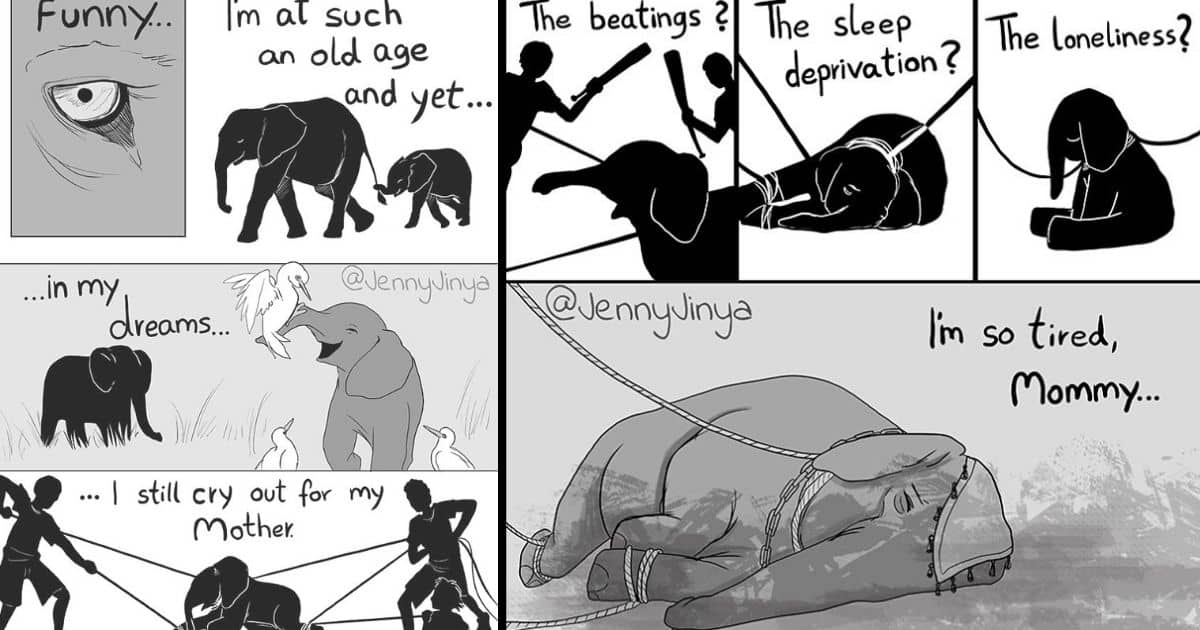 Funny...
I'm at such
an old age
and yet...
...in my
dreams...
@JennyJinya
... I still cry out for my
Mother.
The beatings?
The sleep
deprivation?
The loneliness?
@JennyJinya
I'm so tired,
Mommy...